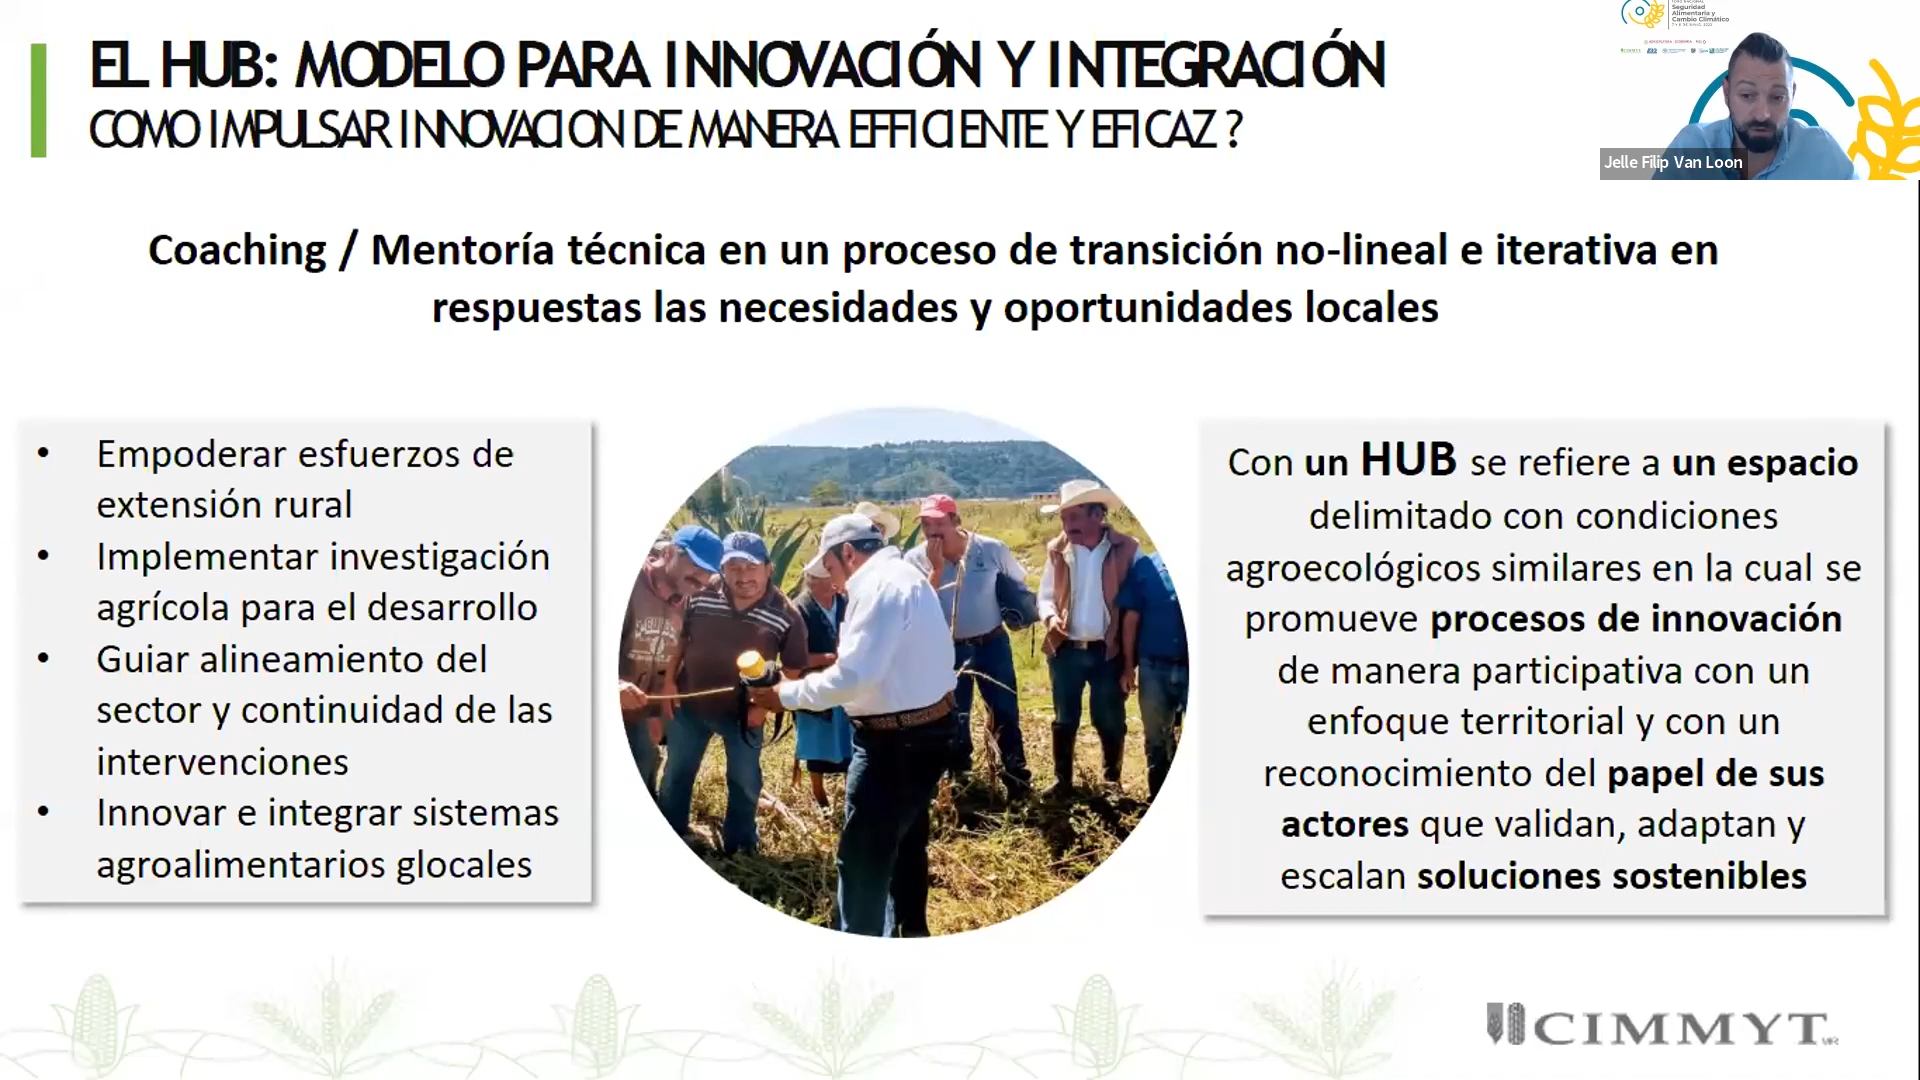 EL HUB: MODELO PARA INNOVACIÓN Y INTEGRACIÓN
COMO IMPULSAR INNOVACION DE MANERA EFFICIENTE Y EFICAZ ?
Seguridad
Alimentaria y
Cambio Climático
Jelle Filip Van Loon
Coaching / Mentoría técnica en un proceso de transición no-lineal e iterativa en
respuestas las necesidades y oportunidades locales
• Empoderar esfuerzos de
extensión rural
• Implementar investigación
agrícola para el desarrollo
• Guiar alineamiento del
sector y continuidad de las
intervenciones
• Innovar e integrar sistemas
agroalimentarios glocales
Con un HUB se refiere a un espacio
delimitado con condiciones
agroecológicos similares en la cual se
promueve procesos de innovación
de manera participativa con un
enfoque territorial y con un
reconocimiento del papel de sus
actores que validan, adaptan y
escalan soluciones sostenibles
CIMMYT